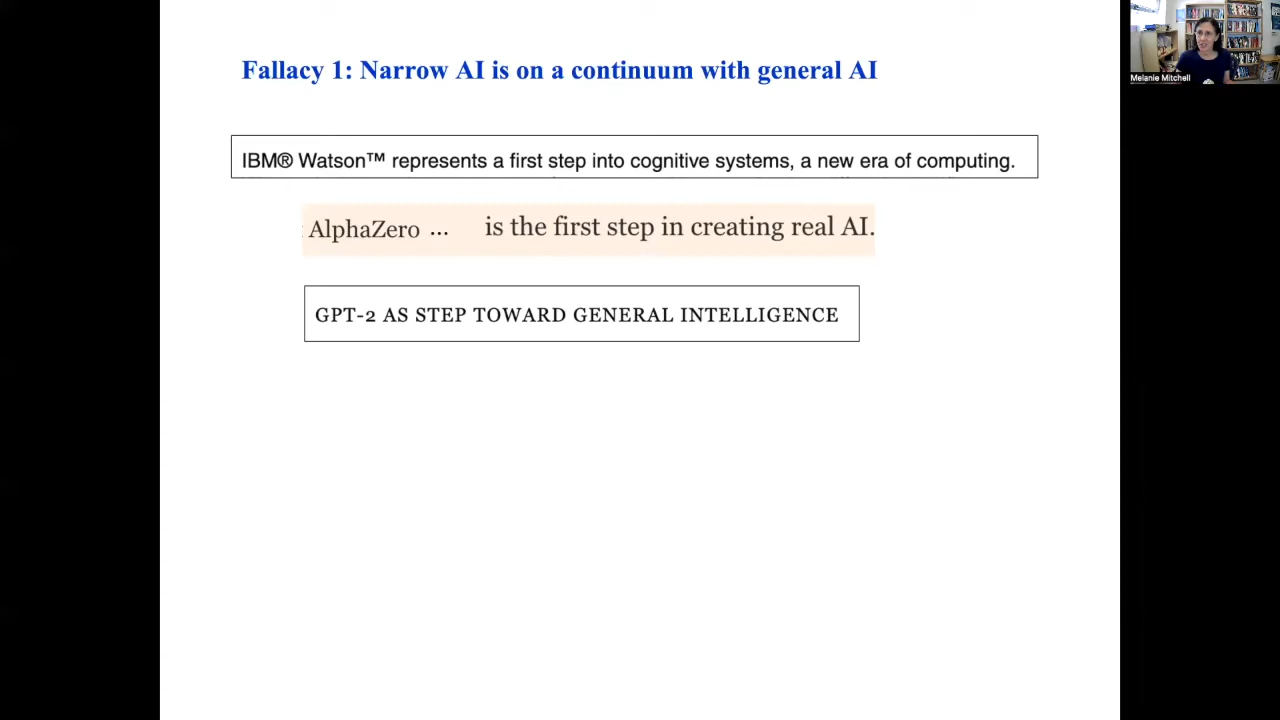 Fallacy 1: Narrow AI is on a continuum with general AI
IBM® Watson™ represents a first step into cognitive systems, a new era of computing.
AlphaZero ... is the first step in creating real AI.
GPT-2 AS STEP TOWARD GENERAL INTELLIGENCE
Melanie Mitchell